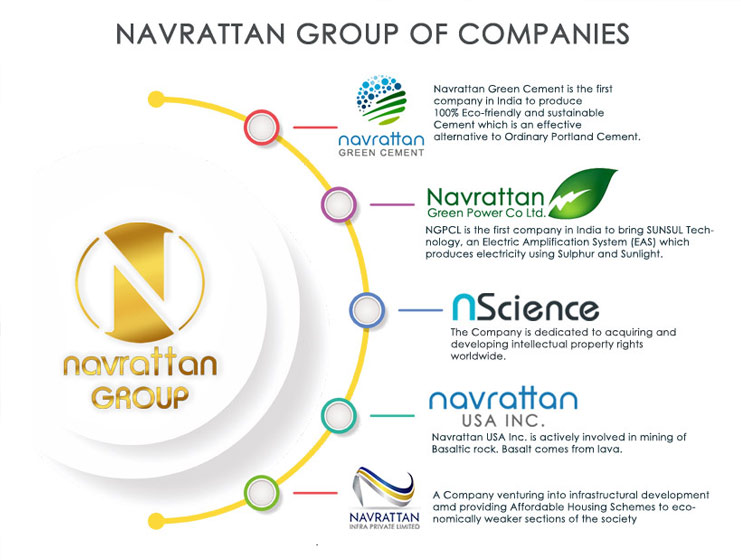 NAVRATTAN GROUP OF COMPANIES
navrattan
GREEN CEMENT
Navrattan Green Cement is the first
company in India to produce
100% Eco-friendly and sustainable
Cement which is an effective
alternative to Ordinary Portland Cement.
Navrattan
Green Power Co Ltd.
NGPCL is the first company in India to bring SUNSUL Tech-
nology, an Electric Amplification System (EAS) which
produces electricity using Sulphur and Sunlight.
N
navrattan
GROUP
nScience
The Company is dedicated to acquiring and
developing intellectual property rights
worldwide.
navrattan
USA INC.
Navrattan USA Inc. is actively involved in mining of
Basaltic rock. Basalt comes from lava.
NAVRATTAN
INFRA PRIVATE LIMITED
A Company venturing into infrastructural development
amd providing Affordable Housing Schemes to eco-
nomically weaker sections of the society